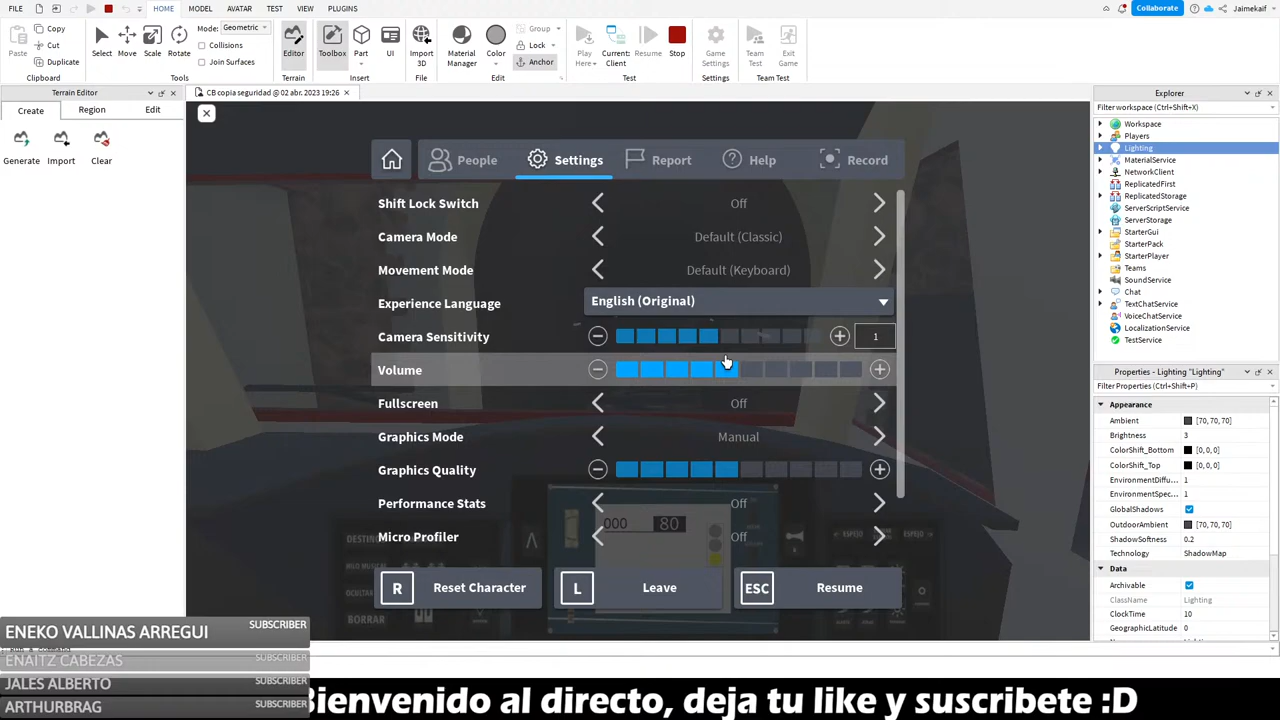 FILE HOME MODEL AVATAR TEST VIEW PLUGINS Collaborate Jaimekaif
Paste Copy Cut Duplicate Clipboard
Select Move Scale Rotate Mode: Geometric Collisions Join Surfaces Tools
Editor Terrain
Toolbox Part UI Insert
Import 3D File
Material Manager Color Group Lock Anchor Edit
Play Here Current: Client Resume Stop Test
Game Settings Settings
Team Test Exit Game Team Test
Terrain Editor
Create Region Edit
Generate Import Clear
CB copia seguridad @ 02 abr. 2023 19:26
People Settings Report Help Record
Shift Lock Switch Off
Camera Mode Default (Classic)
Movement Mode Default (Keyboard)
Experience Language English (Original)
Camera Sensitivity 1
Volume
Fullscreen Off
Graphics Mode Manual
Graphics Quality
Performance Stats Off
Micro Profiler Off
000 80
R Reset Character L Leave ESC Resume
BORRAR
Explorer
Filter workspace (Ctrl+Shift+X)
Workspace
Players
Lighting
MaterialService
NetworkClient
ReplicatedFirst
ReplicatedStorage
ServerScriptService
ServerStorage
StarterGui
StarterPack
StarterPlayer
Teams
SoundService
Chat
TextChatService
VoiceChatService
LocalizationService
TestService
Properties - Lighting "Lighting"
Filter Properties (Ctrl+Shift+P)
Appearance
Ambient [70, 70, 70]
Brightness 3
ColorShift_Bottom [0, 0, 0]
ColorShift_Top [0, 0, 0]
EnvironmentDiffu... 1
EnvironmentSpec... 1
GlobalShadows
OutdoorAmbient [70, 70, 70]
ShadowSoftness 0.2
Technology ShadowMap
Data
Archivable
ClassName Lighting
ClockTime 10
GeographicLatitude 0
Name Lighting
ENEKO VALLINAS ARREGUI SUBSCRIBER
ENAITZ CABEZAS SUBSCRIBER
JALES ALBERTO SUBSCRIBER
ARTHURBRAG SUBSCRIBER
Bienvenido al directo, deja tu like y suscribete :D